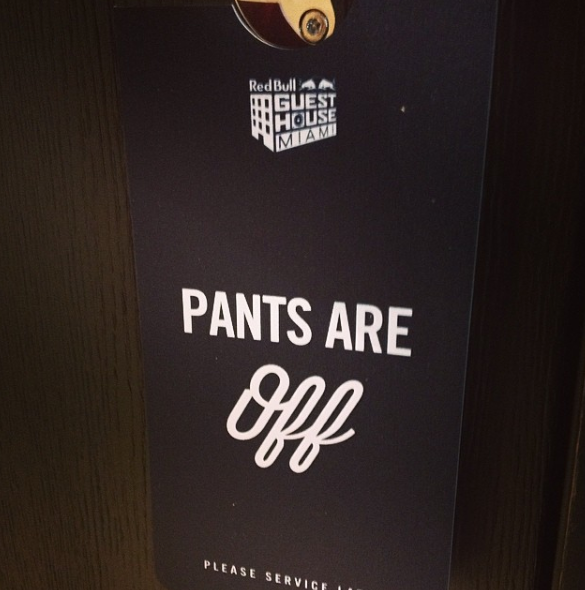 Red Bull
GUEST
HOUSE
MIAMI
PANTS ARE
Off
PLEASE SERVICE